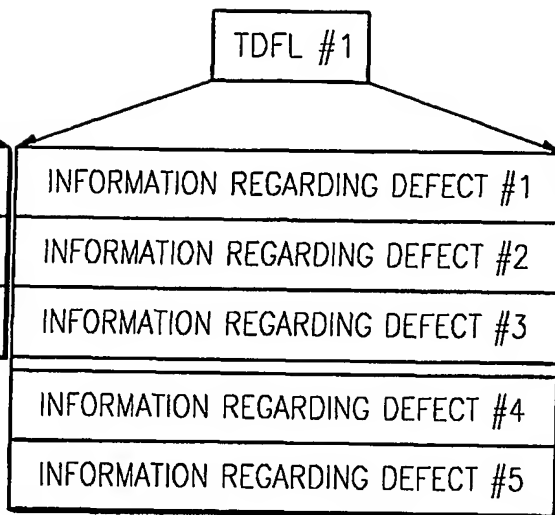 TDFL #1
INFORMATION REGARDING DEFECT #1
INFORMATION REGARDING DEFECT #2
INFORMATION REGARDING DEFECT #3
INFORMATION REGARDING DEFECT #4
INFORMATION REGARDING DEFECT #5